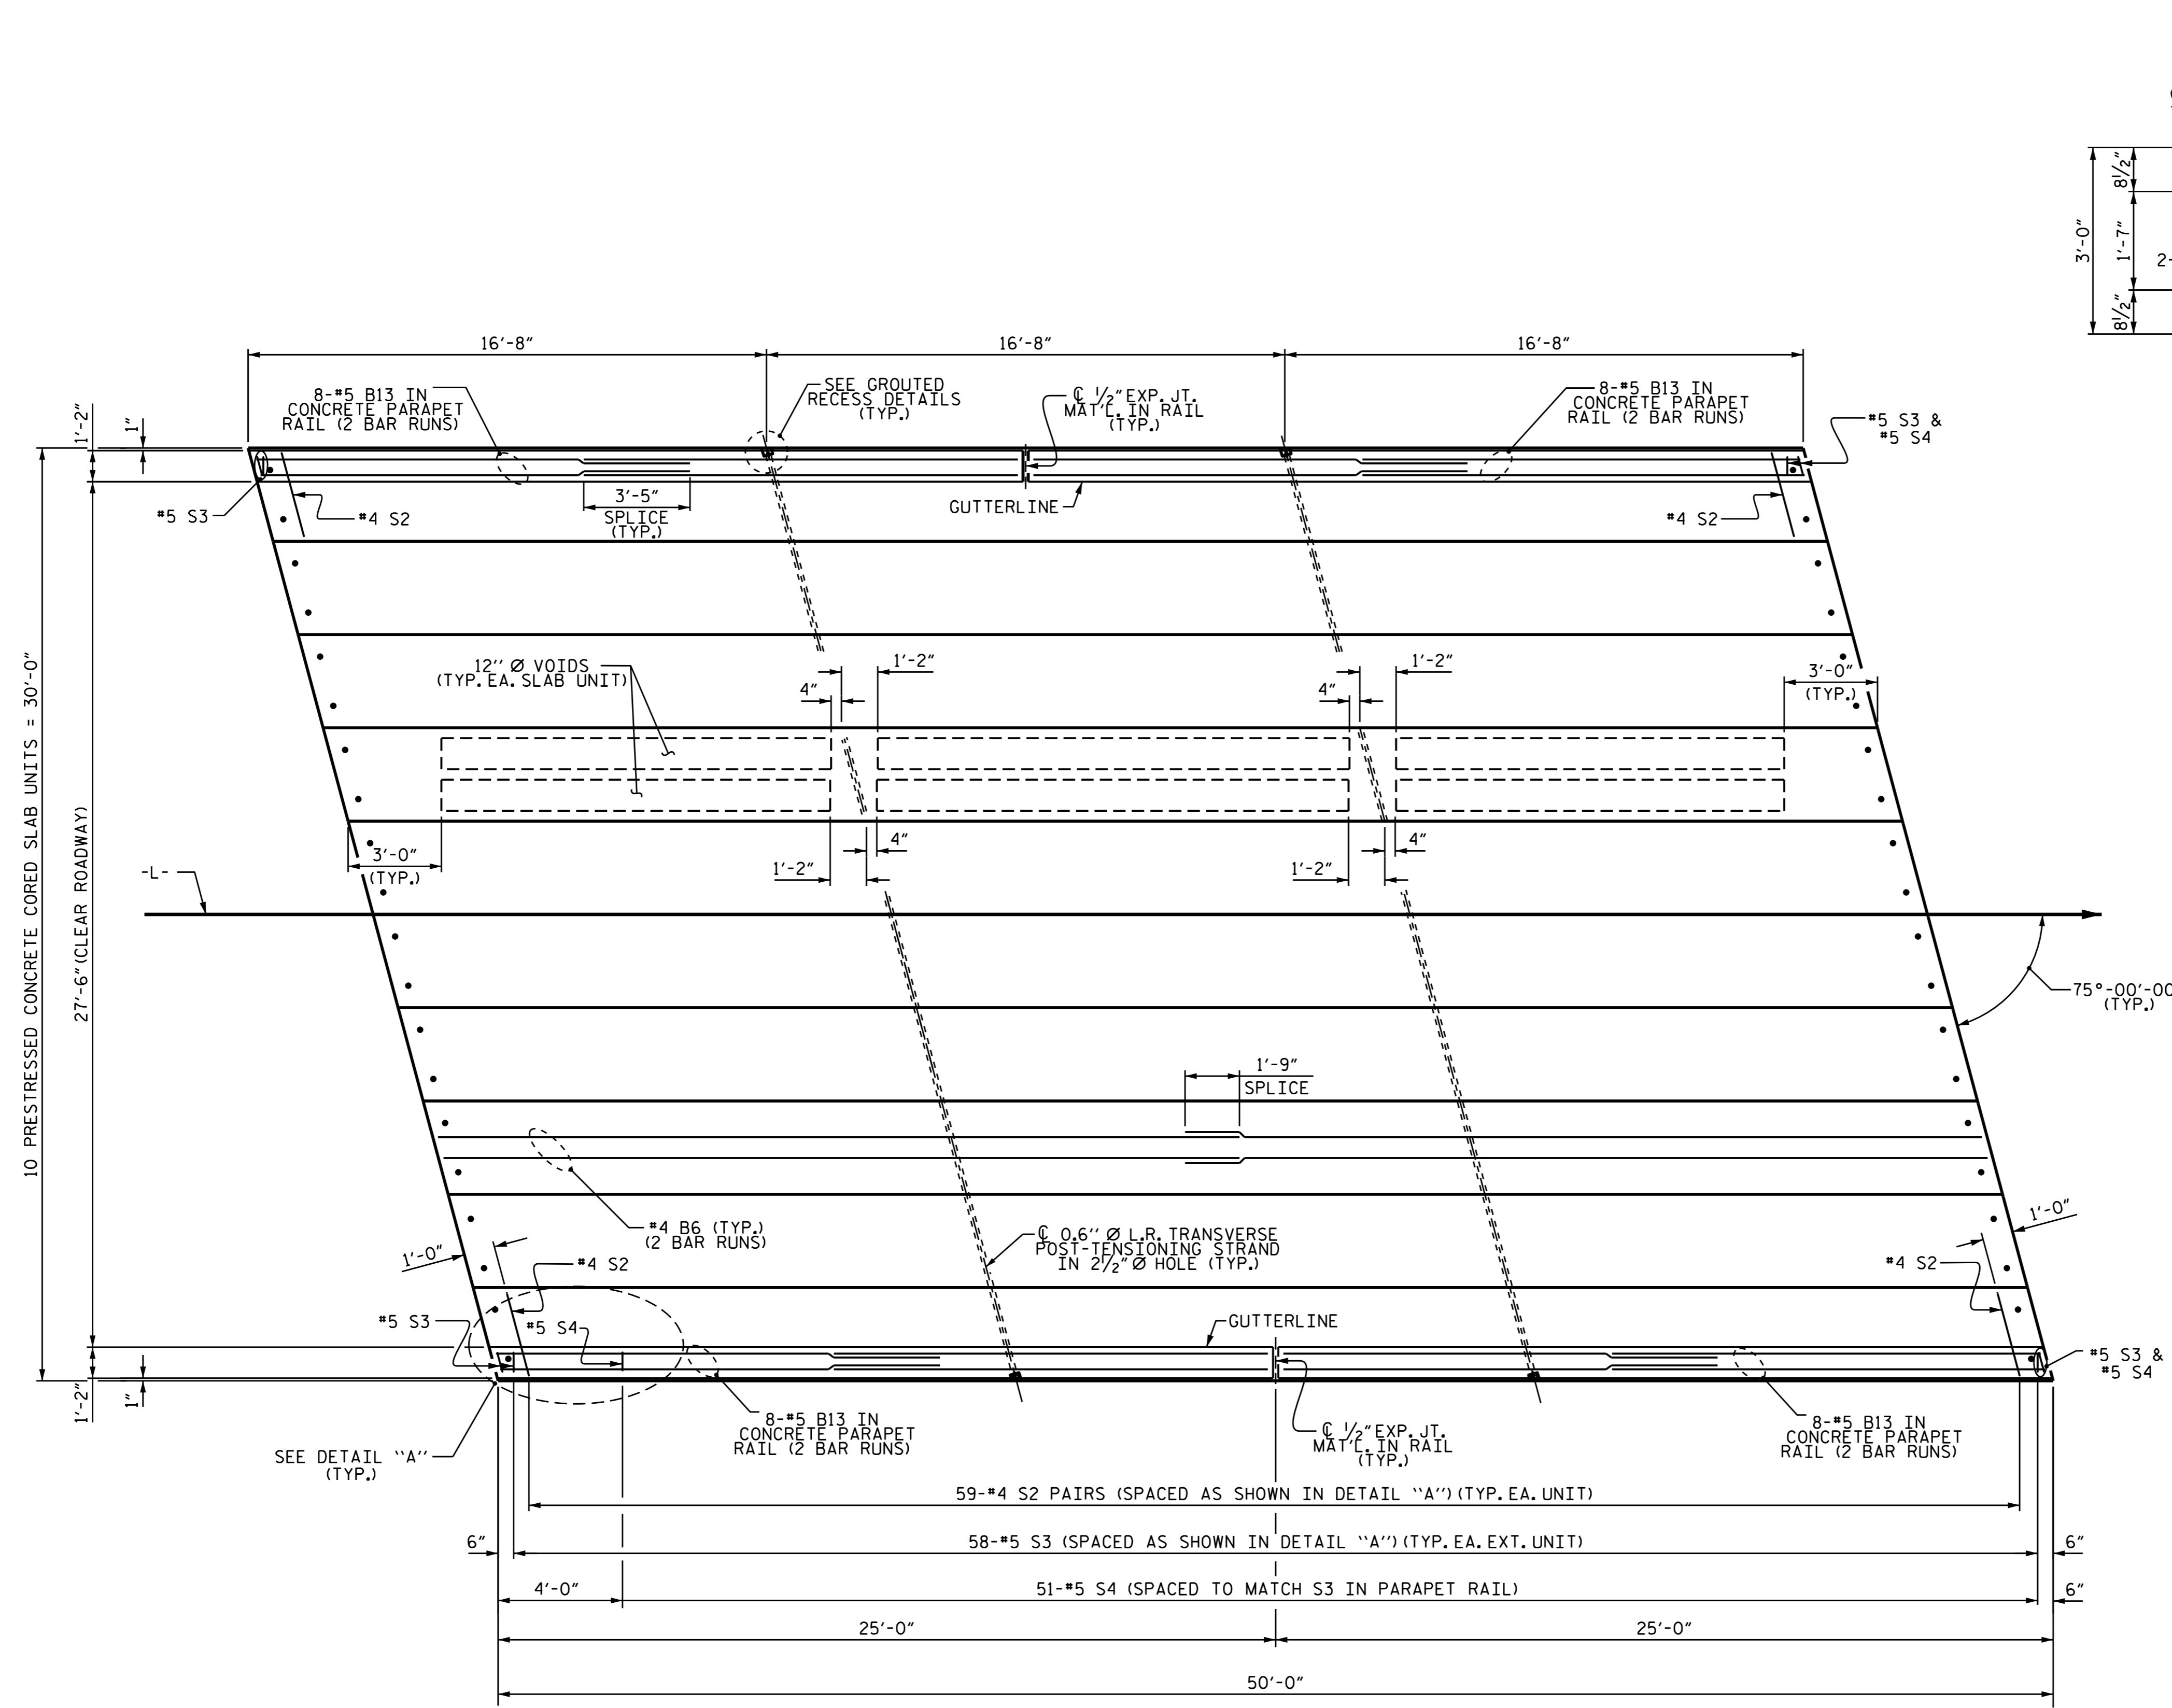 8½"
3'-0"
1'-7"
2-
8½"
16'-8"
16'-8"
16'-8"
1'-2"
1"
8-#5 B13 IN
CONCRETE PARAPET
RAIL (2 BAR RUNS)
SEE GROUTED
RECESS DETAILS
(TYP.)
℄ ½" EXP. JT.
MAT'L. IN RAIL
(TYP.)
8-#5 B13 IN
CONCRETE PARAPET
RAIL (2 BAR RUNS)
#5 S3 &
#5 S4
#5 S3
#4 S2
3'-5"
SPLICE
(TYP.)
GUTTERLINE
#4 S2
12" Ø VOIDS
(TYP. EA. SLAB UNIT)
4"
1'-2"
4"
1'-2"
3'-0"
(TYP.)
10 PRESTRESSED CONCRETE CORED SLAB UNITS = 30'-0"
27'-6" (CLEAR ROADWAY)
3'-0"
(TYP.)
4"
1'-2"
4"
1'-2"
-L-
75°-00'-00
(TYP.)
1'-9"
SPLICE
#4 B6 (TYP.)
(2 BAR RUNS)
℄ 0.6" Ø L.R. TRANSVERSE
POST-TENSIONING STRAND
IN 2½" Ø HOLE (TYP.)
1'-0"
#4 S2
1'-0"
#4 S2
#5 S3
#5 S4
GUTTERLINE
#5 S3 &
#5 S4
1'-2"
1"
SEE DETAIL "A"
(TYP.)
8-#5 B13 IN
CONCRETE PARAPET
RAIL (2 BAR RUNS)
℄ ½" EXP. JT.
MAT'L. IN RAIL
(TYP.)
8-#5 B13 IN
CONCRETE PARAPET
RAIL (2 BAR RUNS)
59-#4 S2 PAIRS (SPACED AS SHOWN IN DETAIL "A") (TYP. EA. UNIT)
6"
58-#5 S3 (SPACED AS SHOWN IN DETAIL "A") (TYP. EA. EXT. UNIT)
6"
4'-0"
51-#5 S4 (SPACED TO MATCH S3 IN PARAPET RAIL)
6"
25'-0"
25'-0"
50'-0"